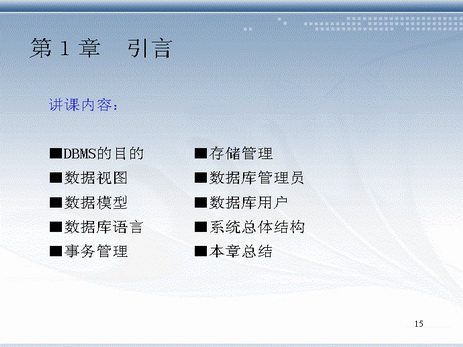 第１章　引言
讲课内容：
■DBMS的目的
■数据视图
■数据模型
■数据库语言
■事务管理
■存储管理
■数据库管理员
■数据库用户
■系统总体结构
■本章总结
15